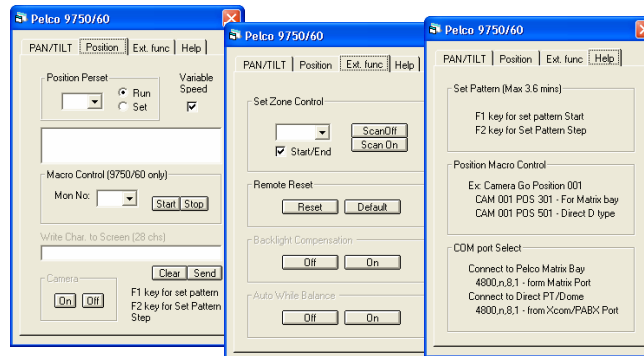 Pelco 9750/60
PAN/TILT Position Ext. func Help
Position Perset
Run
Set
Variable
Speed
Macro Control (9750/60 only)
Mon No:
Start Stop
Write Char. to Screen (28 chs)
Clear Send
Camera
On Off
F1 key for set pattern
F2 key for Set Pattern
Step
Pelco 9750/60
PAN/TILT Position Ext. func Help
Set Zone Control
ScanOff
Start/End
Scan On
Remote Reset
Reset Default
Backlight Compensation
Off On
Auto While Balance
Off On
Pelco 9750/60
PAN/TILT Position Ext. func Help
Set Pattern (Max 3.6 mins)
F1 key for set pattern Start
F2 key for Set Pattern Step
Position Macro Control
Ex: Camera Go Position 001
CAM 001 POS 301 - For Matrix bay
CAM 001 POS 501 - Direct D type
COM port Select
Connect to Pelco Matrix Bay
4800,n,8,1 - form Matrix Port
Connect to Direct PT/Dome
4800,n,8,1 - from Xcom/PABX Port